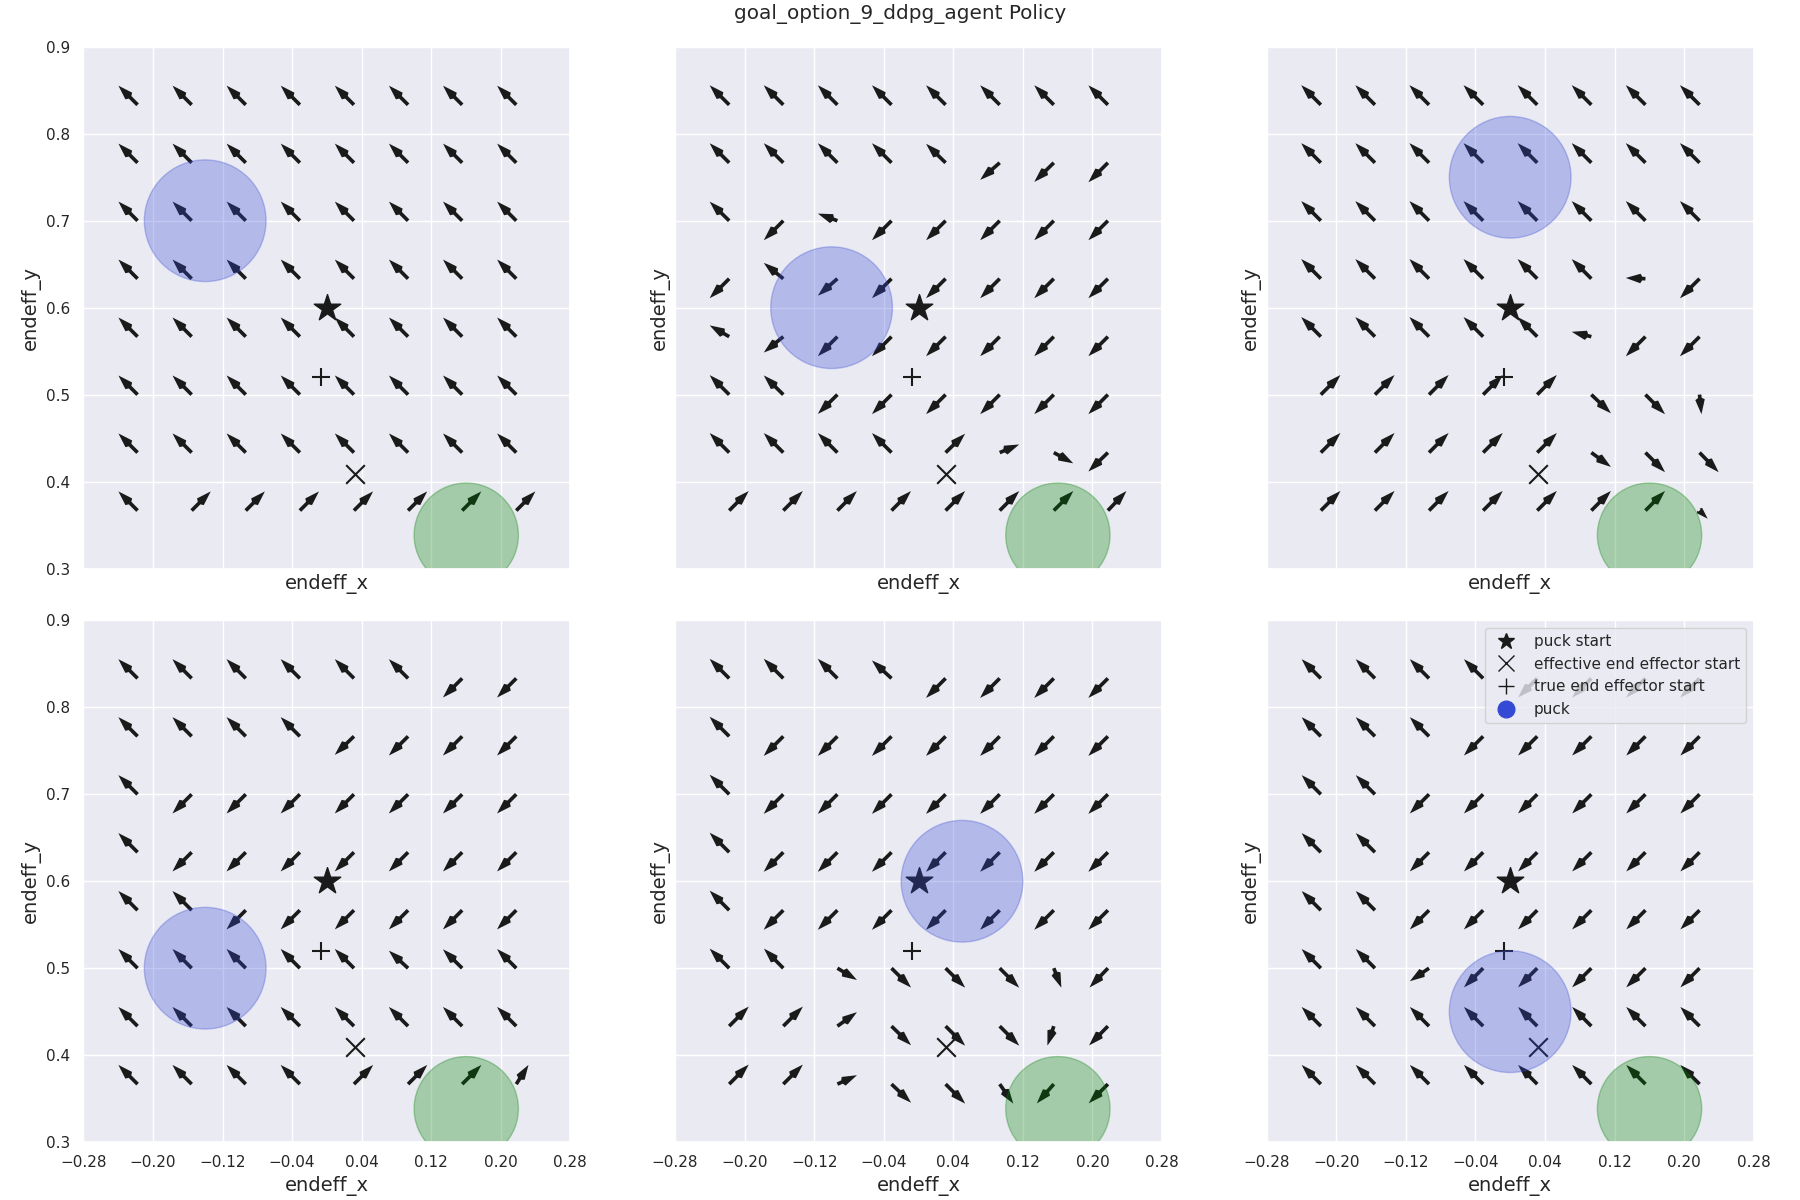 goal_option_9_ddpg_agent Policy
0.9
0.8
0.7
0.6
0.5
0.4
0.3
endeff_y
endeff_x
endeff_y
endeff_x
endeff_y
endeff_x
0.9
0.8
0.7
0.6
0.5
0.4
0.3
endeff_y
−0.28 −0.20 −0.12 −0.04 0.04 0.12 0.20 0.28
endeff_x
endeff_y
−0.28 −0.20 −0.12 −0.04 0.04 0.12 0.20 0.28
endeff_x
puck start
effective end effector start
true end effector start
puck
endeff_y
−0.28 −0.20 −0.12 −0.04 0.04 0.12 0.20 0.28
endeff_x